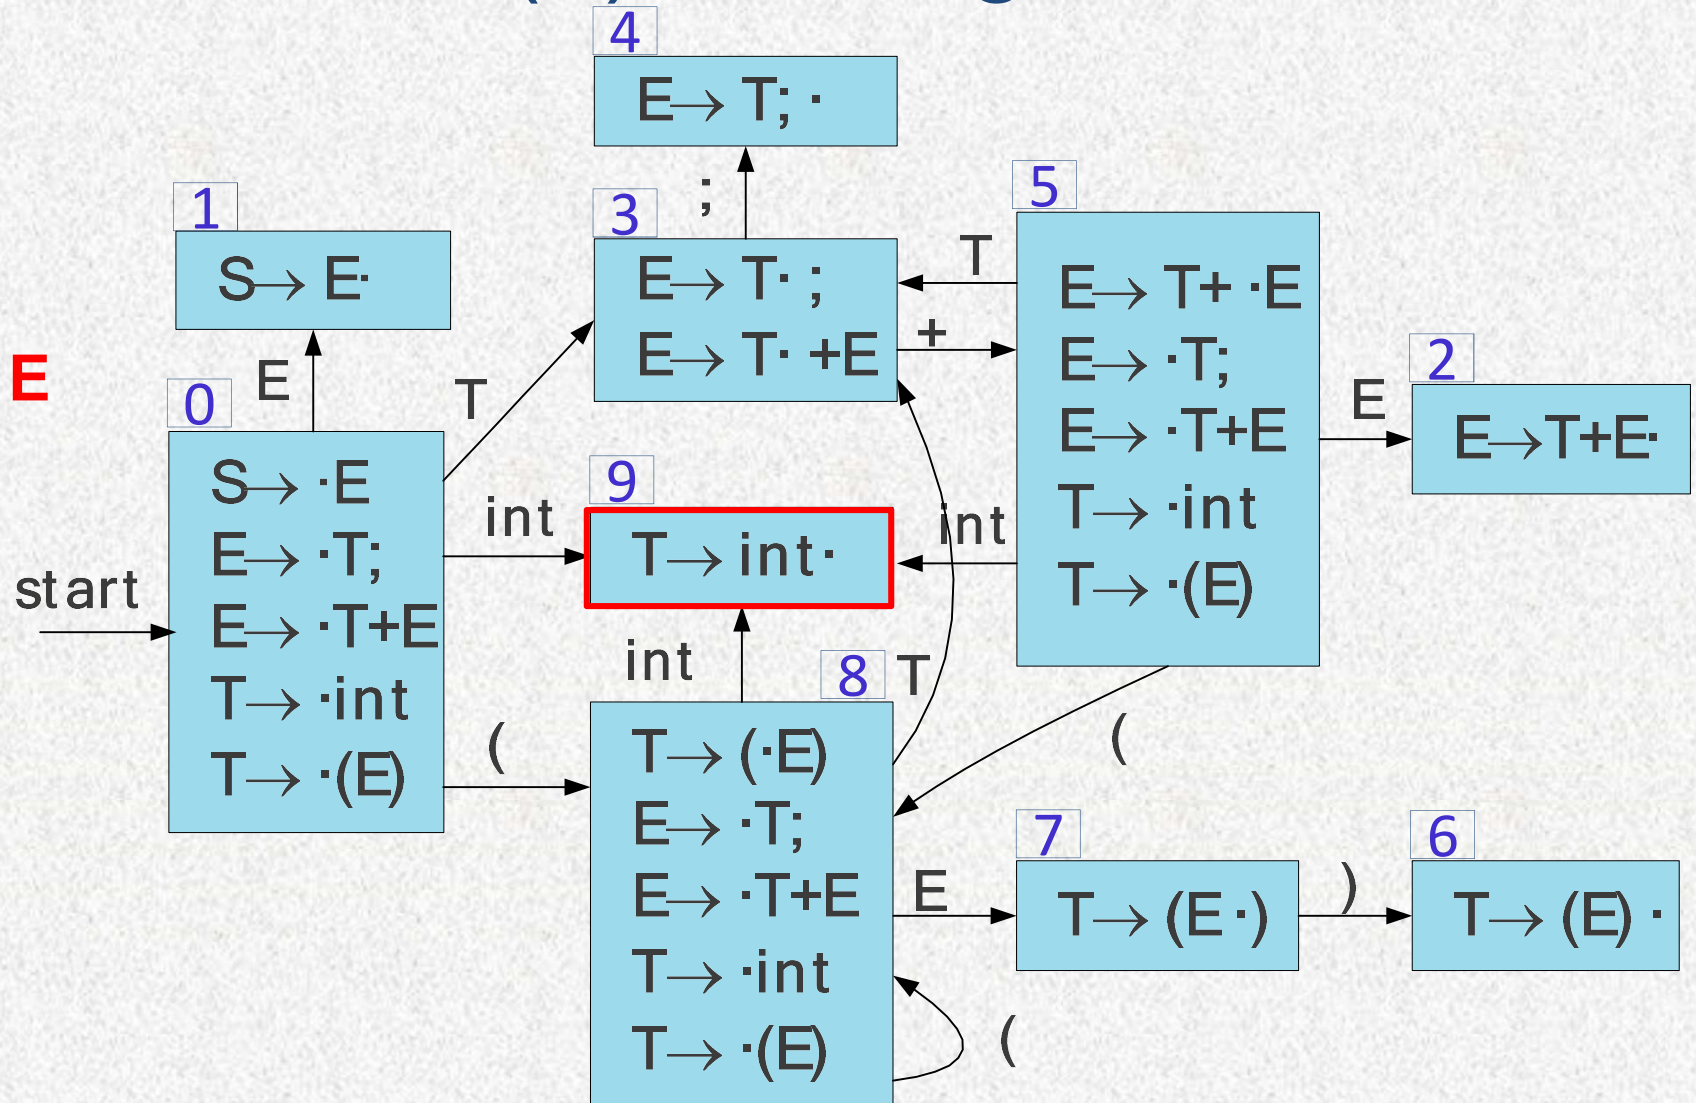 4
E→ T; ·
;
1
S→ E·
3
E→ T· ;
E→ T· +E
T
+
5
E→ T+ ·E
E→ ·T;
E→ ·T+E
T→ ·int
T→ ·(E)
E
2
E→T+E·
E
0
E
T
S→ ·E
E→ ·T;
E→ ·T+E
T→ ·int
T→ ·(E)
start
int
9
T→ int·
int
int
(
8
T
(
T→ (·E)
E→ ·T;
E→ ·T+E
T→ ·int
T→ ·(E)
E
(
7
T→ (E ·)
)
6
T→ (E) ·